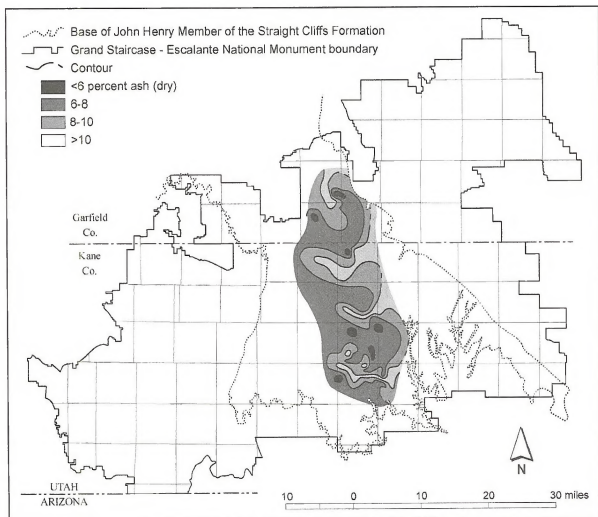 Base of John Henry Member of the Straight Cliffs Formation
Grand Staircase - Escalante National Monument boundary
Contour
<6 percent ash (dry)
6-8
8-10
>10
Garfield
Co.
Kane
Co.
N
UTAH
ARIZONA
10 0 10 20 30 miles